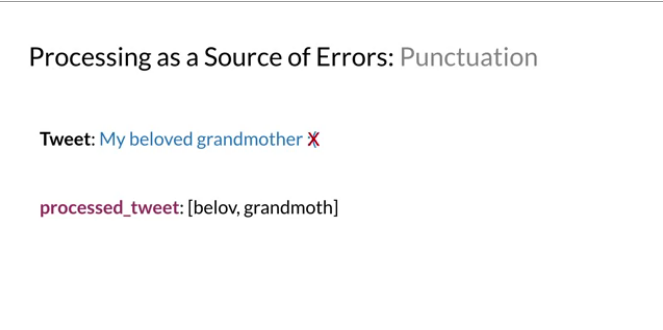 Processing as a Source of Errors: Punctuation
Tweet: My beloved grandmother
processed_tweet: [belov, grandmoth]